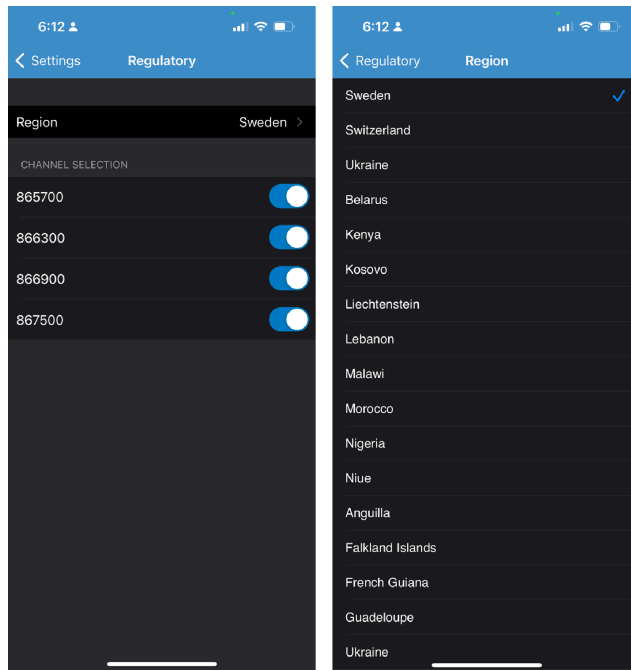 6:12
Settings
Regulatory
Region Sweden
CHANNEL SELECTION
865700
866300
866900
867500
6:12
Regulatory
Region
Sweden
Switzerland
Ukraine
Belarus
Kenya
Kosovo
Liechtenstein
Lebanon
Malawi
Morocco
Nigeria
Niue
Anguilla
Falkland Islands
French Guiana
Guadeloupe
Ukraine